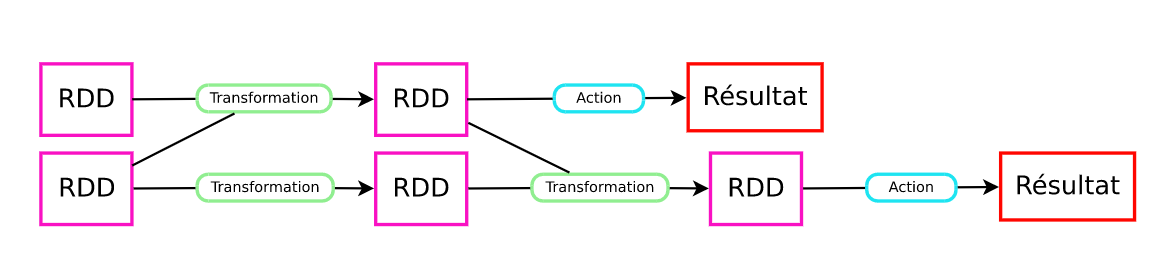 RDD
Transformation
RDD
Action
Résultat
RDD
Transformation
RDD
Transformation
RDD
Action
Résultat